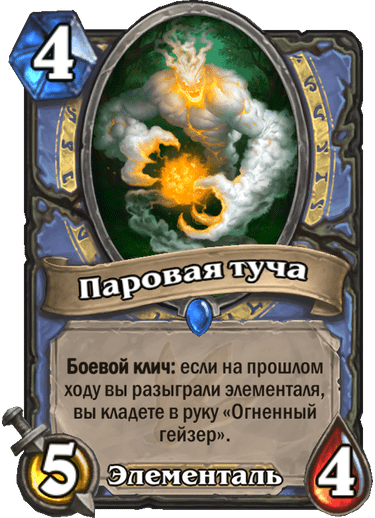 4
Паровая туча
Боевой клич: если на прошлом
ходу вы разыграли элементаля,
вы кладете в руку «Огненный
гейзер».
5
Элементаль
4